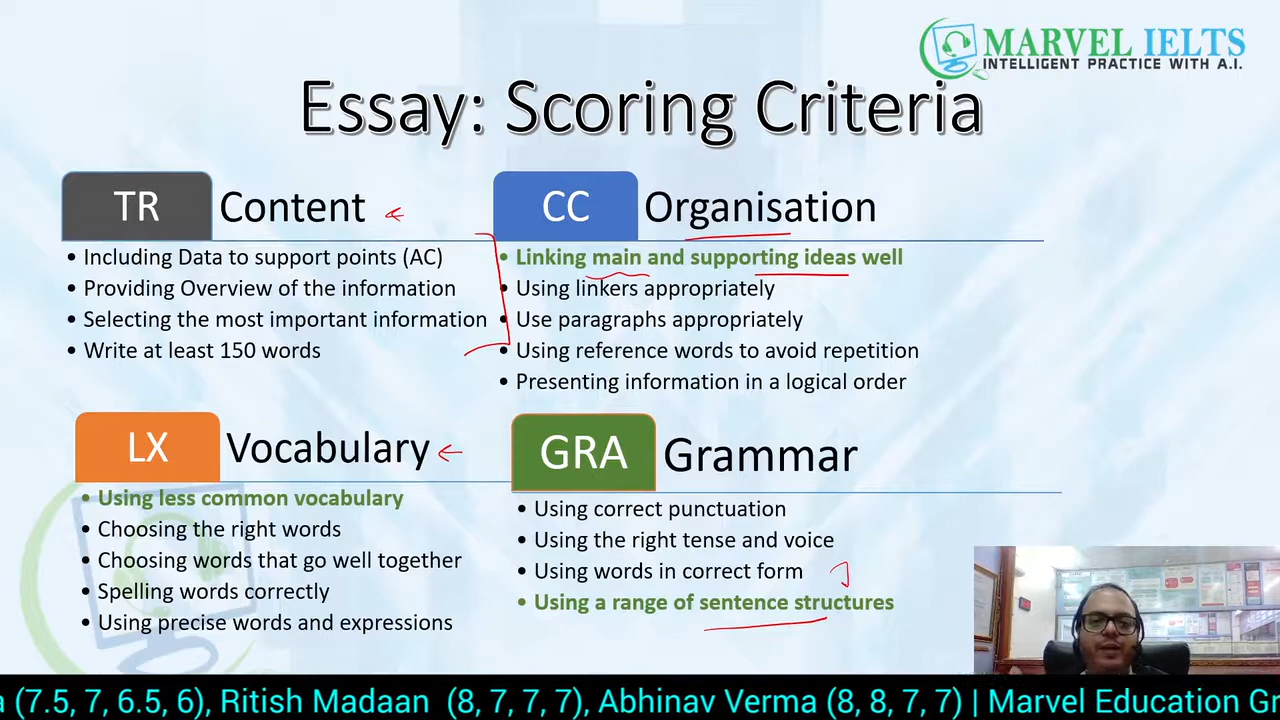 MARVEL IELTS
INTELLIGENT PRACTICE WITH A.I.
Essay: Scoring Criteria
TR Content
• Including Data to support points (AC)
• Providing Overview of the information
• Selecting the most important information
• Write at least 150 words
CC Organisation
• Linking main and supporting ideas well
• Using linkers appropriately
• Use paragraphs appropriately
• Using reference words to avoid repetition
• Presenting information in a logical order
LX Vocabulary
• Using less common vocabulary
• Choosing the right words
• Choosing words that go well together
• Spelling words correctly
• Using precise words and expressions
GRA Grammar
• Using correct punctuation
• Using the right tense and voice
• Using words in correct form
• Using a range of sentence structures
a (7.5, 7, 6.5, 6), Ritish Madaan (8, 7, 7, 7), Abhinav Verma (8, 8, 7, 7) | Marvel Education Gr